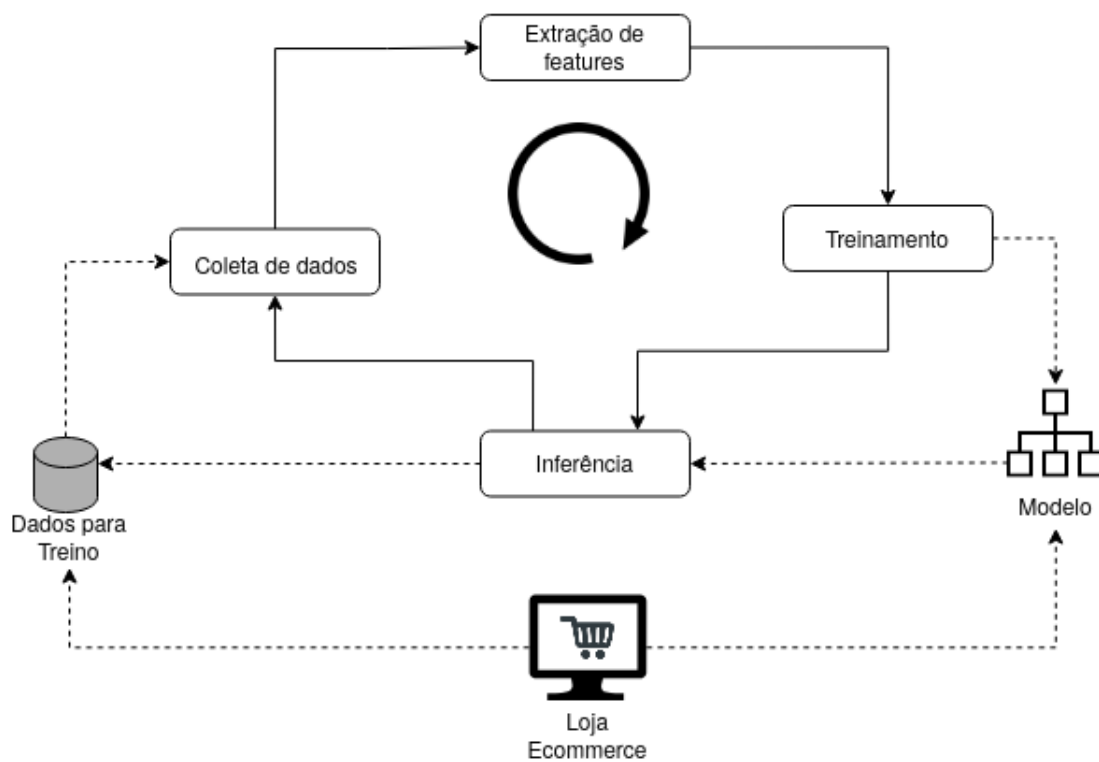 Extração de
features
Coleta de dados
Treinamento
Inferência
Dados para
Treino
Modelo
Loja
Ecommerce